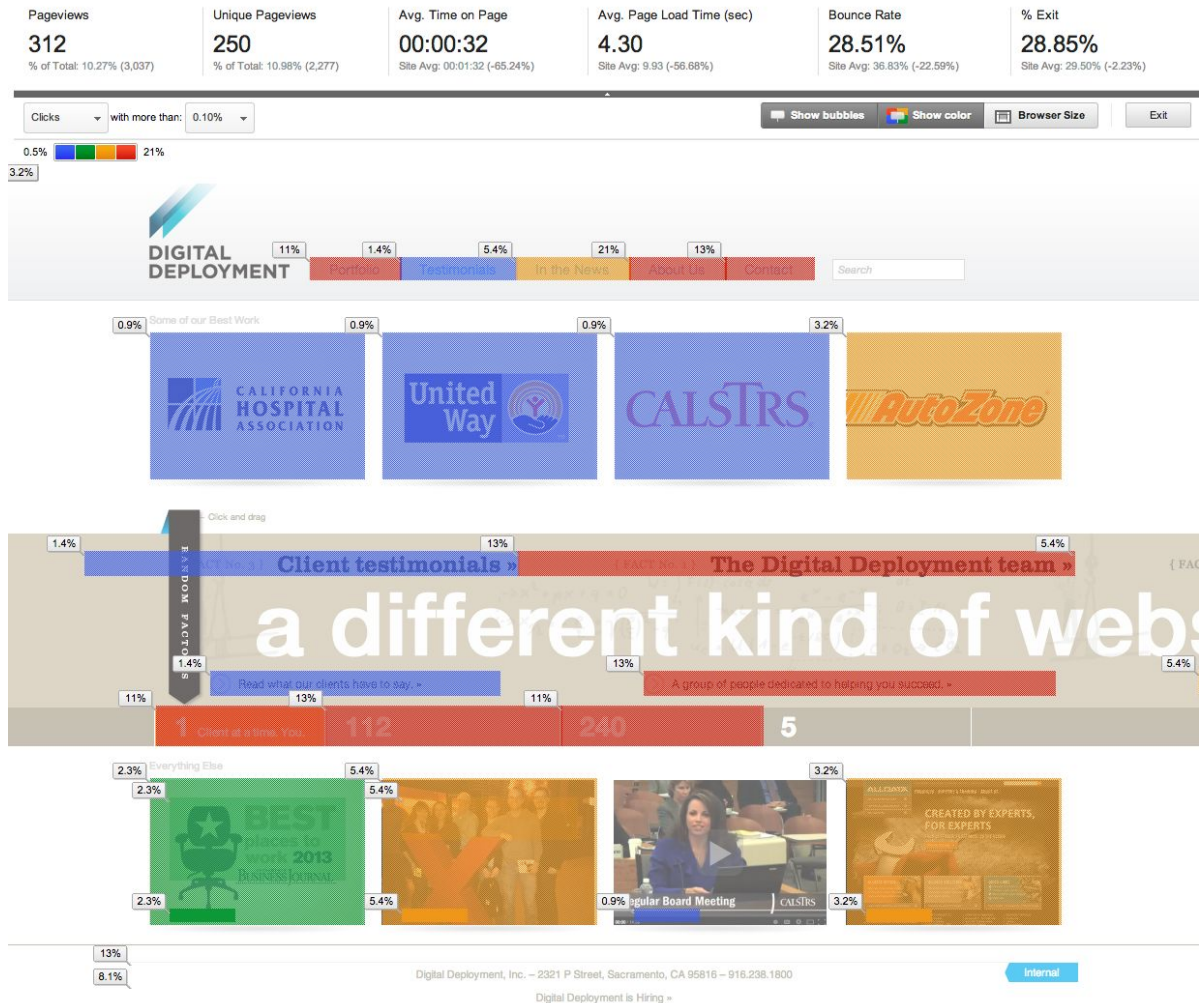 Pageviews Unique Pageviews Avg. Time on Page Avg. Page Load Time (sec) Bounce Rate % Exit
312 250 00:00:32 4.30 28.51% 28.85%
% of Total: 10.27% (3,037) % of Total: 10.98% (2,277) Site Avg: 00:01:32 (-65.24%) Site Avg: 9.93 (-56.68%) Site Avg: 36.83% (-22.59%) Site Avg: 29.50% (-2.23%)
Clicks with more than: 0.10% Show bubbles Show color Browser Size Exit
0.5% 21%
3.2%
11% 1.4% 5.4% 21% 13%
DIGITAL
DEPLOYMENT
Portfolio Testimonials In the News About Us Contact Search
0.9% Some of our Best Work 0.9% 0.9% 3.2%
CALIFORNIA
HOSPITAL
ASSOCIATION
United
Way
CALSTRS
AutoZone
Click and drag
RANDOM FACTOIDS
1.4% 13% 5.4%
Client testimonials » The Digital Deployment team » { FAC
a different kind of webs
1.4% 13% 5.4%
Read what our clients have to say. » A group of people dedicated to helping you succeed. »
11% 13% 11%
1 Client at a time. You. 112 240 5
2.3% Everything Else 5.4% 3.2%
2.3% 5.4%
BEST
places to
work 2013
BUSINESS JOURNAL
CREATED BY EXPERTS,
FOR EXPERTS
2.3% 5.4% 0.9% egular Board Meeting CALSTRS 3.2%
13%
8.1%
Digital Deployment, Inc. – 2321 P Street, Sacramento, CA 95816 – 916.238.1800 Internal
Digital Deployment is Hiring »